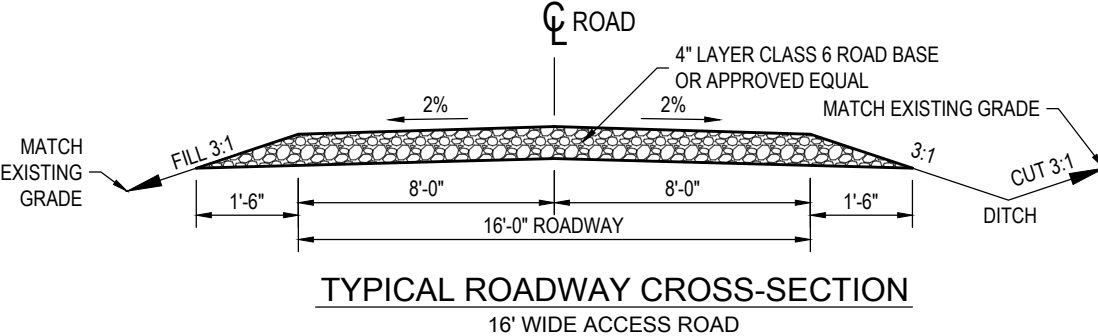 ℄ ROAD
4" LAYER CLASS 6 ROAD BASE
OR APPROVED EQUAL
2%
2%
MATCH EXISTING GRADE
MATCH
EXISTING
GRADE
FILL 3:1
3:1
CUT 3:1
DITCH
1'-6"
8'-0"
8'-0"
1'-6"
16'-0" ROADWAY
TYPICAL ROADWAY CROSS-SECTION
16' WIDE ACCESS ROAD